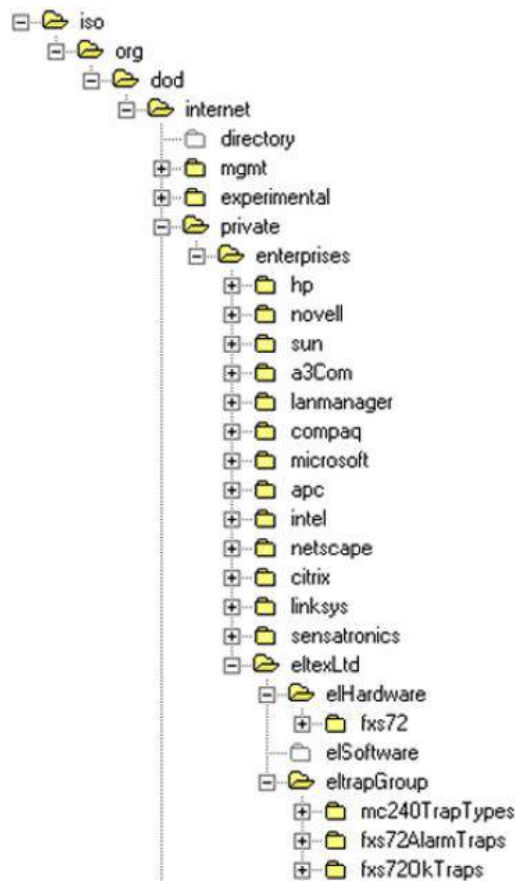 iso
org
dod
internet
directory
mgmt
experimental
private
enterprises
hp
novell
sun
a3Com
lanmanager
compaq
microsoft
apc
intel
netscape
citrix
linksys
sensatronics
eltexLtd
elHardware
fxs72
elSoftware
eltrapGroup
mc240TrapTypes
fxs72AlarmTraps
fxs72OkTraps